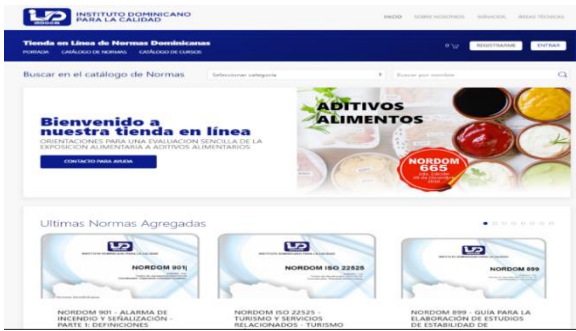 INSTITUTO DOMINICANO
PARA LA CALIDAD
INICIO SOBRE NOSOTROS SERVICIOS ÁREAS TÉCNICAS
Tienda en Línea de Normas Dominicanas
PORTADA CATÁLOGO DE NORMAS CATÁLOGO DE CURSOS
0 REGISTRARME ENTRAR
Buscar en el catálogo de Normas Seleccionar categoría Buscar por nombre
Bienvenido a
nuestra tienda en línea
ORIENTACIONES PARA UNA EVALUACION SENCILLA DE LA
EXPOSICION ALIMENTARIA A ADITIVOS ALIMENTARIOS
CONTACTO PARA AYUDA
ADITIVOS
ALIMENTOS
NORDOM
665
Ultimas Normas Agregadas
NORDOM 901
NORDOM ISO 22525
NORDOM 899
NORDOM 901 - ALARMA DE
INCENDIO Y SEÑALIZACIÓN -
PARTE 1: DEFINICIONES
NORDOM ISO 22525 -
TURISMO Y SERVICIOS
RELACIONADOS - TURISMO
NORDOM 899 - GUÍA PARA LA
ELABORACIÓN DE ESTUDIOS
DE ESTABILIDAD DE